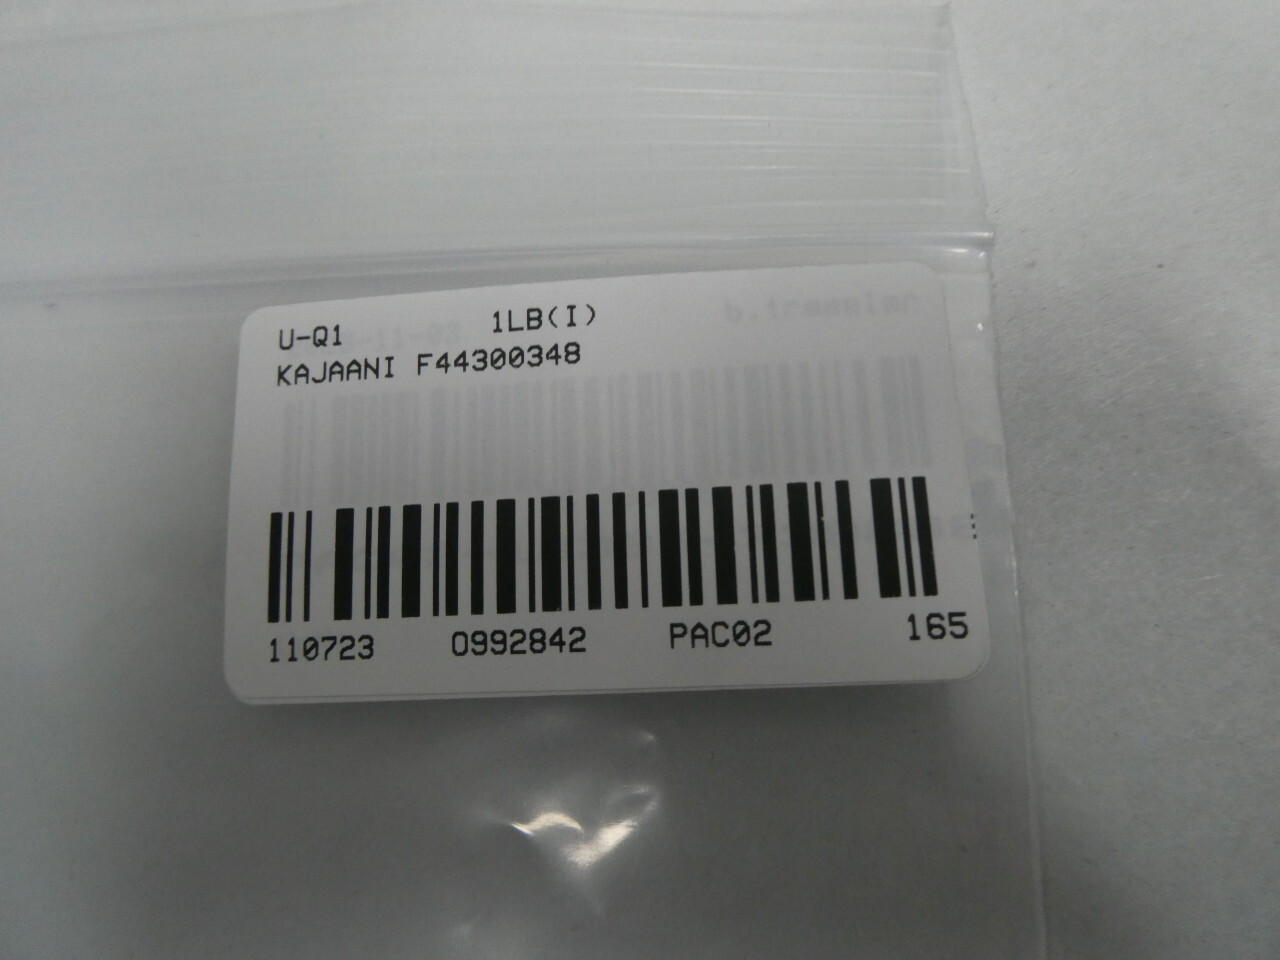 U-Q1 1LB(I)
KAJAANI F44300348
110723 0992842 PAC02 165